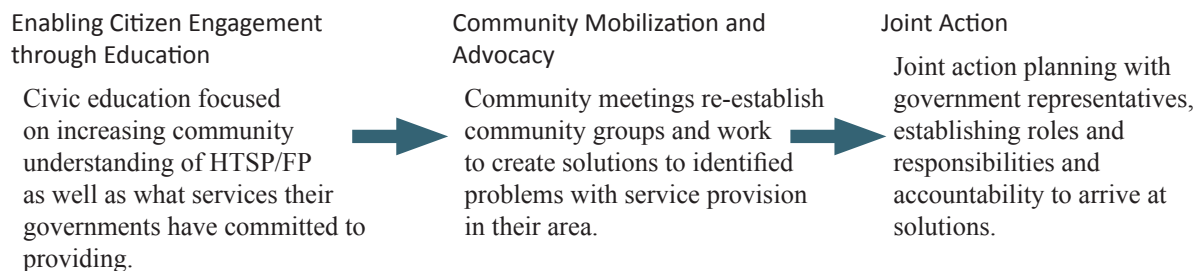 Enabling Citizen Engagement
through Education
Civic education focused
on increasing community
understanding of HTSP/FP
as well as what services their
governments have committed to
providing.
Community Mobilization and
Advocacy
Community meetings re-establish
community groups and work
to create solutions to identified
problems with service provision
in their area.
Joint Action
Joint action planning with
government representatives,
establishing roles and
responsibilities and
accountability to arrive at
solutions.